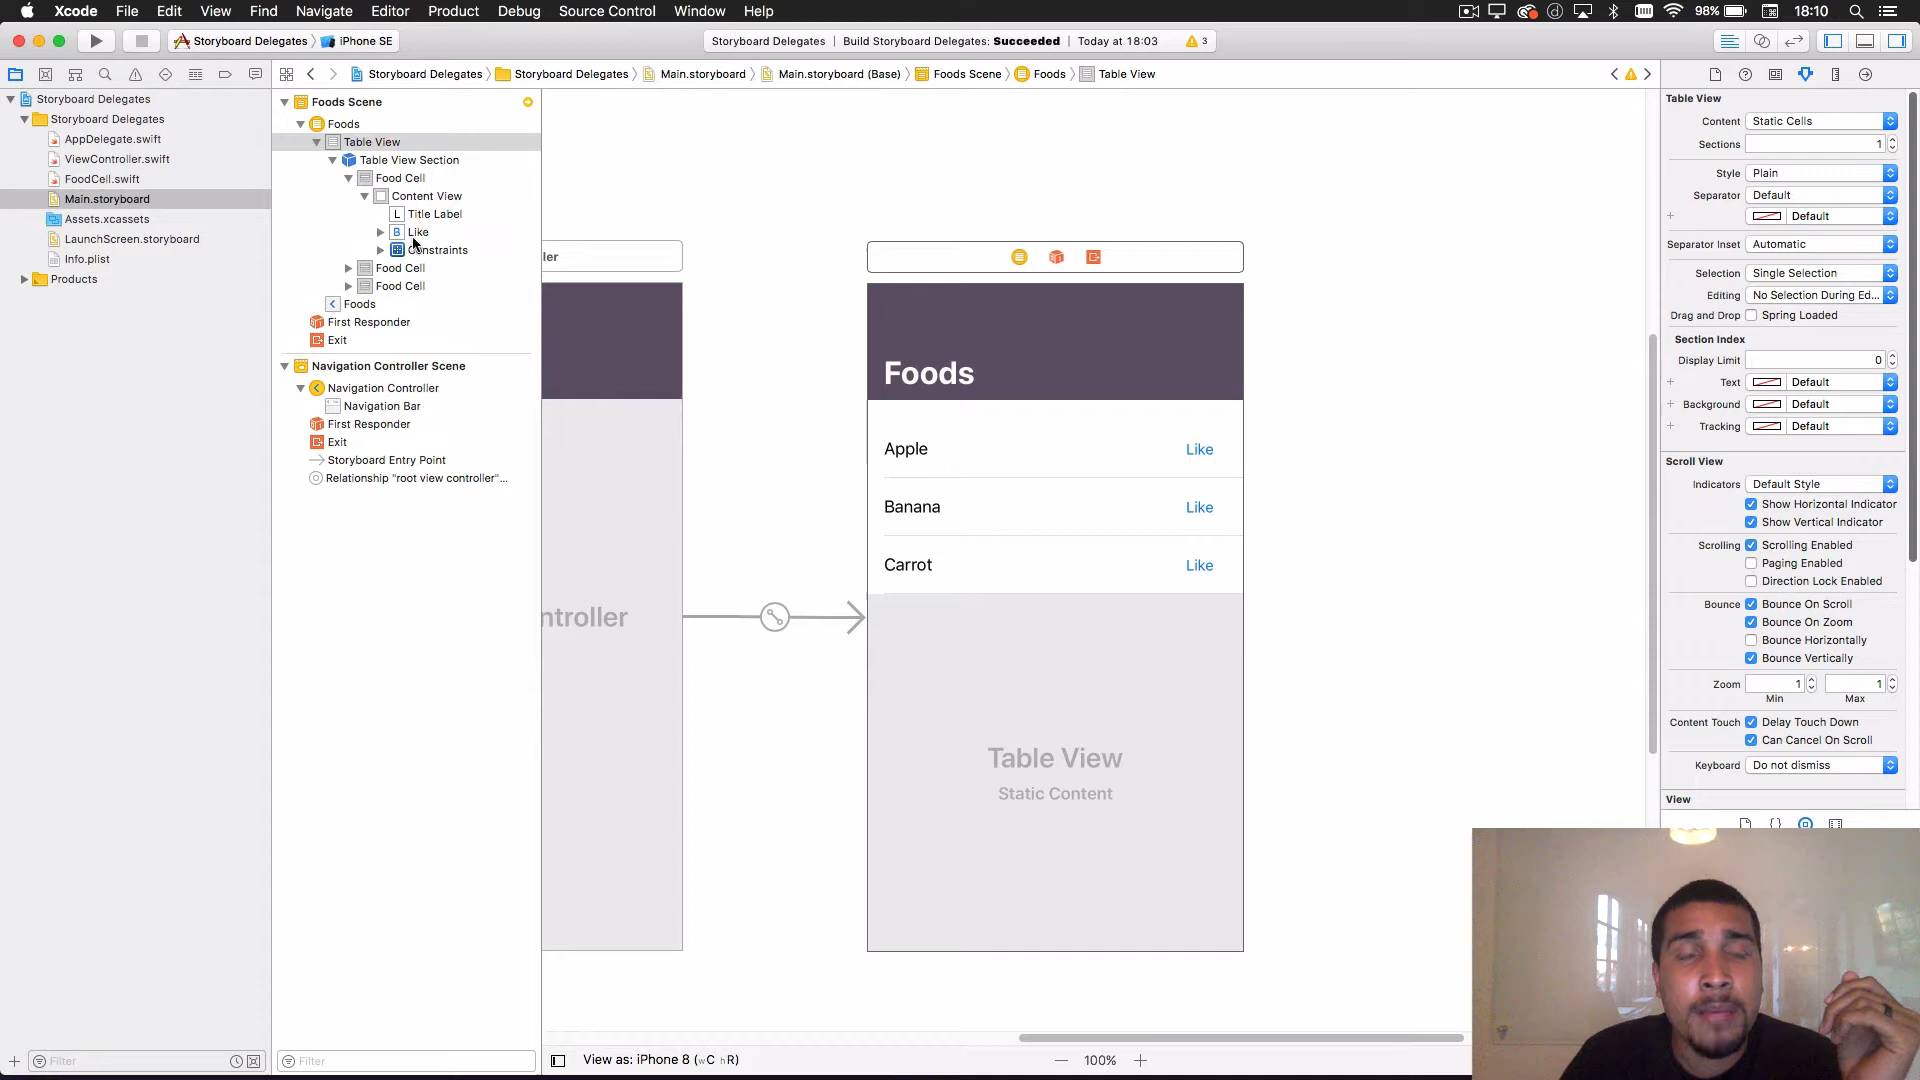 Xcode File Edit View Find Navigate Editor Product Debug Source Control Window Help
98% 18:10
Storyboard Delegates iPhone SE
Storyboard Delegates | Build Storyboard Delegates: Succeeded | Today at 18:03 3
Storyboard Delegates Storyboard Delegates Main.storyboard Main.storyboard (Base) Foods Scene Foods Table View
Storyboard Delegates
Storyboard Delegates
AppDelegate.swift
ViewController.swift
FoodCell.swift
Main.storyboard
Assets.xcassets
LaunchScreen.storyboard
Info.plist
Products
Filter
Foods Scene
Foods
Table View
Table View Section
Food Cell
Content View
L Title Label
B Like
Constraints
Food Cell
Food Cell
Foods
First Responder
Exit
Navigation Controller Scene
Navigation Controller
Navigation Bar
First Responder
Exit
Storyboard Entry Point
Relationship "root view controller"...
Filter
ller
ntroller
Foods
Apple Like
Banana Like
Carrot Like
Table View
Static Content
View as: iPhone 8 (wC hR)
100%
Table View
Content Static Cells
Sections 1
Style Plain
Separator Default
Default
Separator Inset Automatic
Selection Single Selection
Editing No Selection During Ed...
Drag and Drop Spring Loaded
Section Index
Display Limit 0
Text Default
Background Default
Tracking Default
Scroll View
Indicators Default Style
Show Horizontal Indicator
Show Vertical Indicator
Scrolling Scrolling Enabled
Paging Enabled
Direction Lock Enabled
Bounce Bounce On Scroll
Bounce On Zoom
Bounce Horizontally
Bounce Vertically
Zoom 1 1
Min Max
Content Touch Delay Touch Down
Can Cancel On Scroll
Keyboard Do not dismiss
View